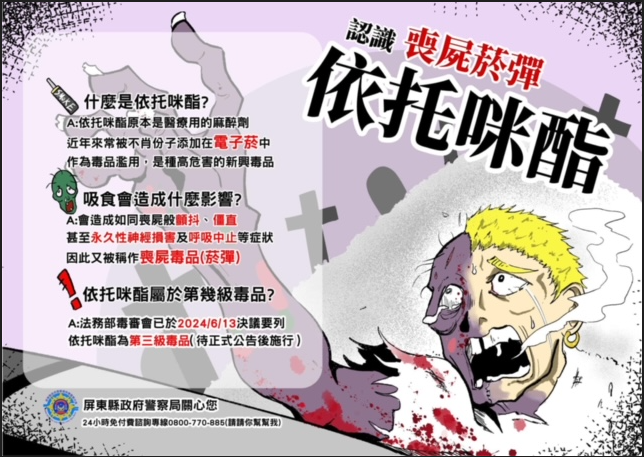 認識 喪屍菸彈
依托咪酯
SMOKE
什麼是依托咪酯?
A:依托咪酯原本是醫療用的麻醉劑
近年來常被不肖份子添加在電子菸中
作為毒品濫用，是種高危害的新興毒品
吸食會造成什麼影響?
A:會造成如同喪屍般顫抖、僵直
甚至永久性神經損害及呼吸中止等症狀
因此又被稱作喪屍毒品(菸彈)
依托咪酯屬於第幾級毒品?
A:法務部毒審會已於2024/6/13決議要列
依托咪酯為第三級毒品(待正式公告後施行)
屏東縣政府警察局關心您
24小時免付費諮詢專線0800-770-885(請請你幫幫我)